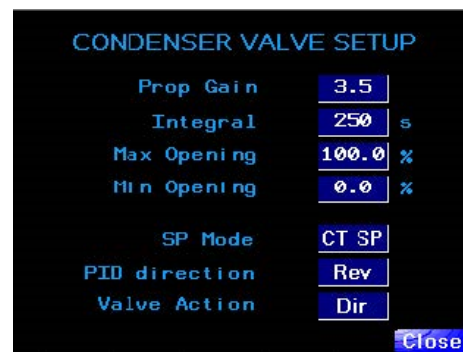 CONDENSER VALVE SETUP
Prop Gain 3.5
Integral 250 s
Max Opening 100.0 %
Min Opening 0.0 %
SP Mode CT SP
PID direction Rev
Valve Action Dir
Close